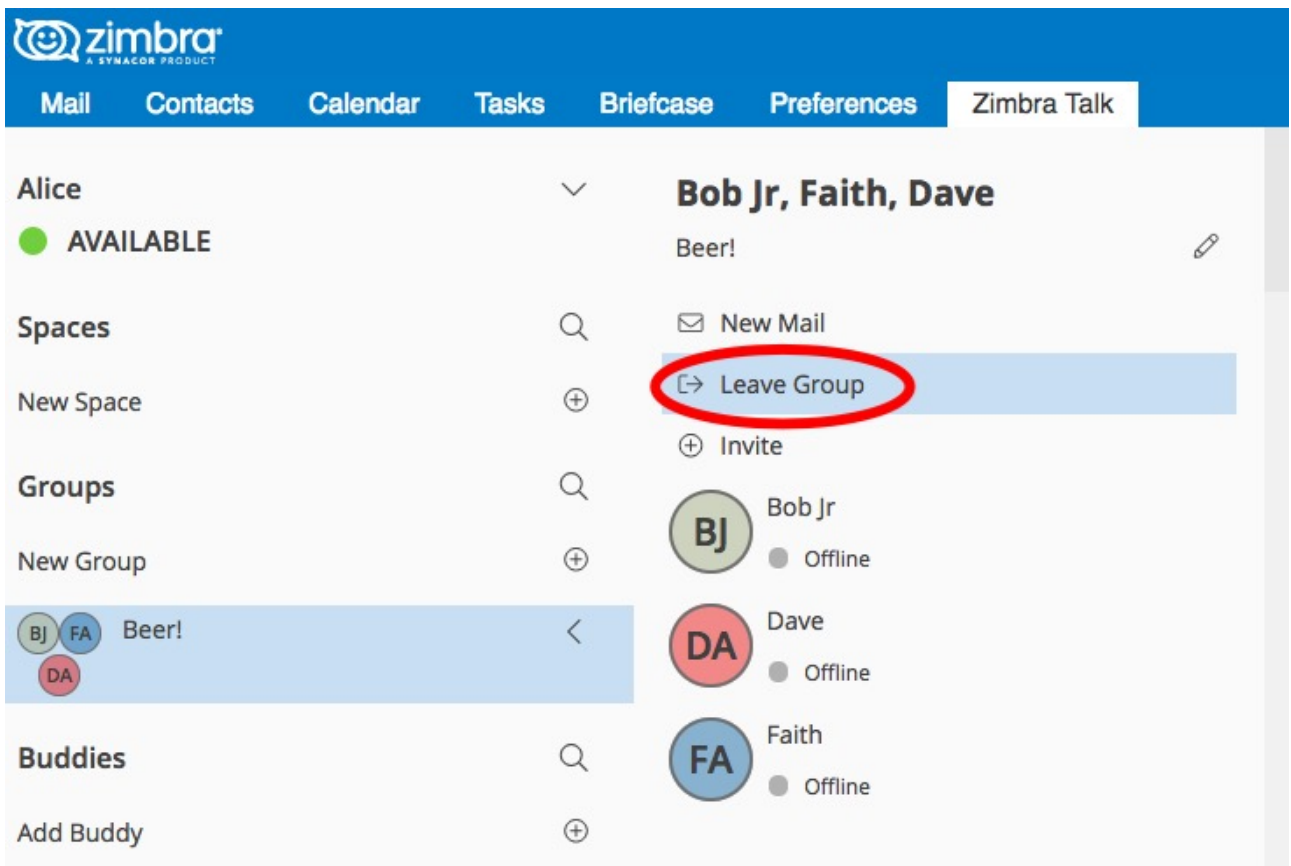 zimbra
A SYNACOR PRODUCT
Mail Contacts Calendar Tasks Briefcase Preferences Zimbra Talk
Alice
AVAILABLE
Spaces
New Space
Groups
New Group
BJ FA Beer!
DA
Buddies
Add Buddy
Bob Jr, Faith, Dave
Beer!
New Mail
Leave Group
Invite
BJ Bob Jr
Offline
DA Dave
Offline
FA Faith
Offline